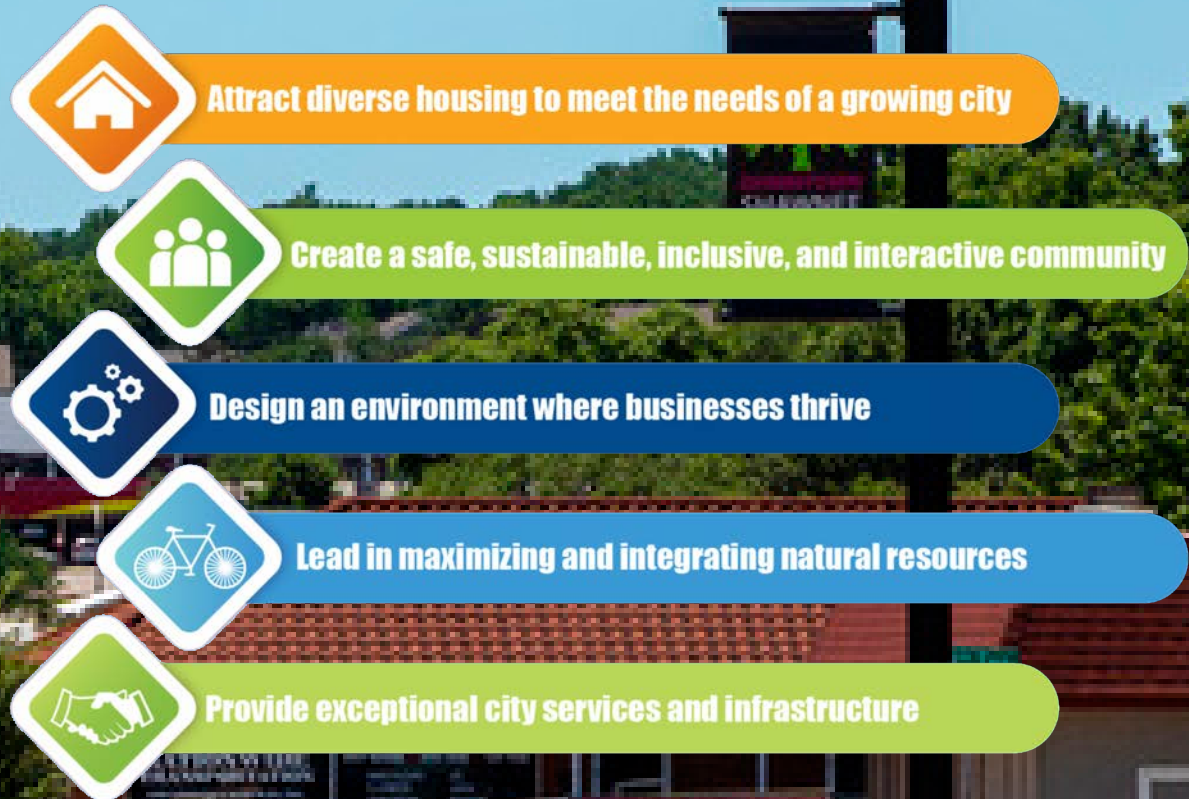 Attract diverse housing to meet the needs of a growing city
SHAWNEE
Create a safe, sustainable, inclusive, and interactive community
Design an environment where businesses thrive
Lead in maximizing and integrating natural resources
Provide exceptional city services and infrastructure